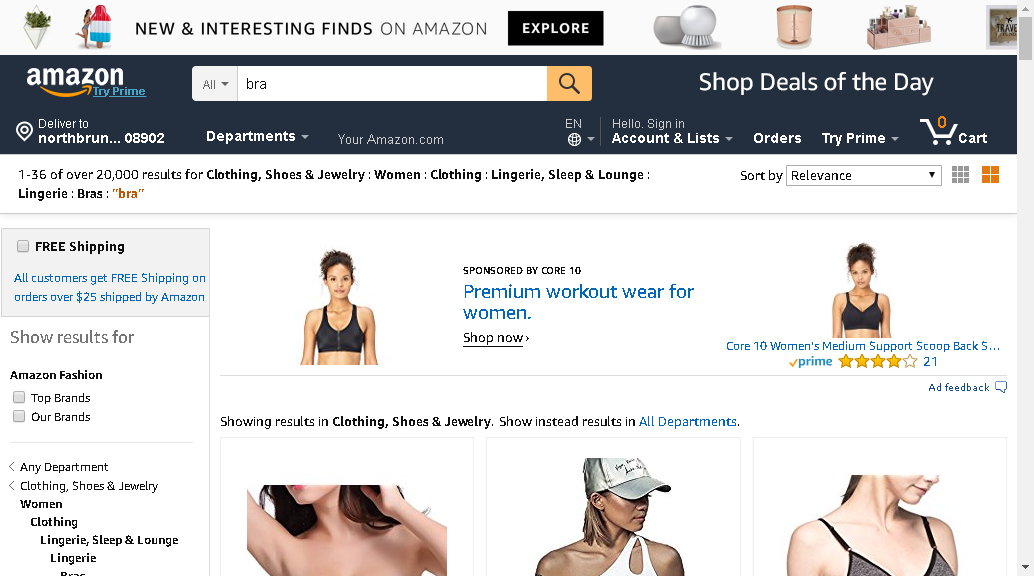 NEW & INTERESTING FINDS ON AMAZON
EXPLORE
TRAVEL
amazon
Try Prime
All
bra
Shop Deals of the Day
Deliver to
northbrun... 08902
Departments
Your Amazon.com
EN
Hello. Sign in
Account & Lists
Orders
Try Prime
0
Cart
1-36 of over 20,000 results for Clothing, Shoes & Jewelry : Women : Clothing : Lingerie, Sleep & Lounge :
Lingerie : Bras : "bra"
Sort by
Relevance
FREE Shipping
All customers get FREE Shipping on
orders over $25 shipped by Amazon
Show results for
Amazon Fashion
Top Brands
Our Brands
Any Department
Clothing, Shoes & Jewelry
Women
Clothing
Lingerie, Sleep & Lounge
Lingerie
Bras
SPONSORED BY CORE 10
Premium workout wear for
women.
Shop now ›
Core 10 Women's Medium Support Scoop Back S...
prime
21
Ad feedback
Showing results in Clothing, Shoes & Jewelry. Show instead results in All Departments.